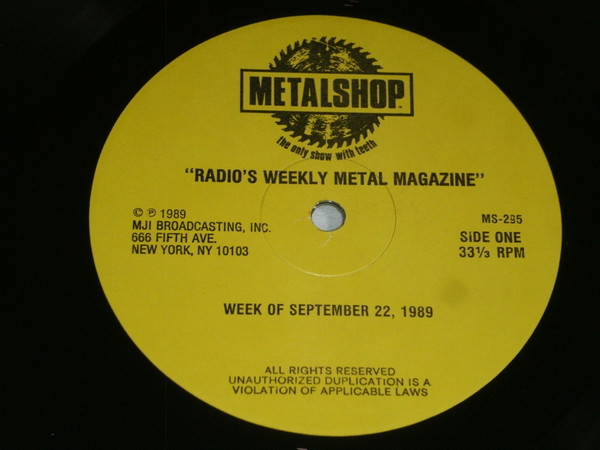 METALSHOP™
the only show with teeth
"RADIO'S WEEKLY METAL MAGAZINE"
© ℗ 1989
MJI BROADCASTING, INC.
666 FIFTH AVE.
NEW YORK, NY 10103
MS-295
SIDE ONE
33⅓ RPM
WEEK OF SEPTEMBER 22, 1989
ALL RIGHTS RESERVED
UNAUTHORIZED DUPLICATION IS A
VIOLATION OF APPLICABLE LAWS